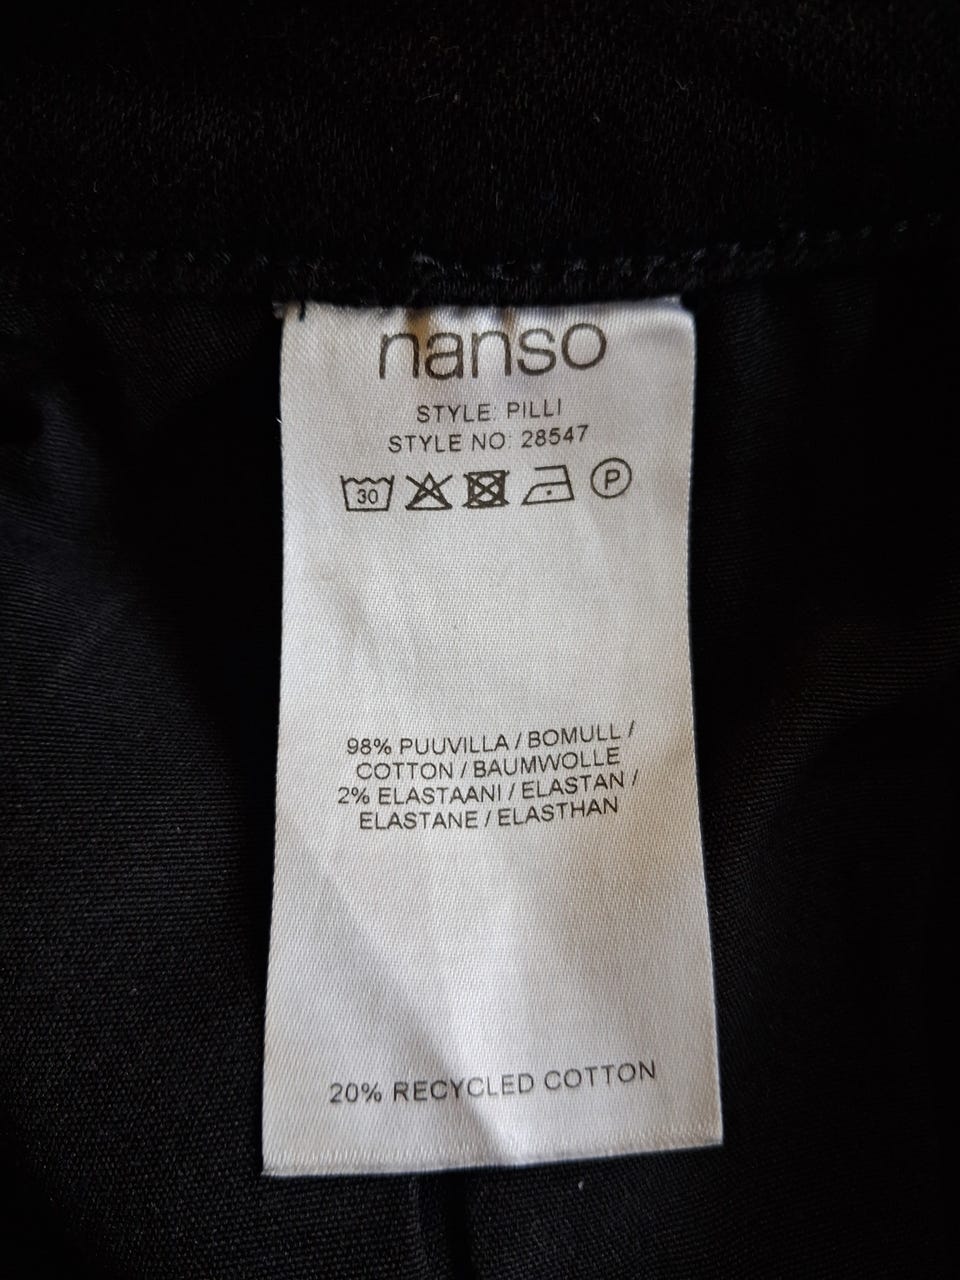 nanso
STYLE: PILLI
STYLE NO: 28547
30 P
98% PUUVILLA / BOMULL /
COTTON / BAUMWOLLE
2% ELASTAANI / ELASTAN /
ELASTANE / ELASTHAN
20% RECYCLED COTTON